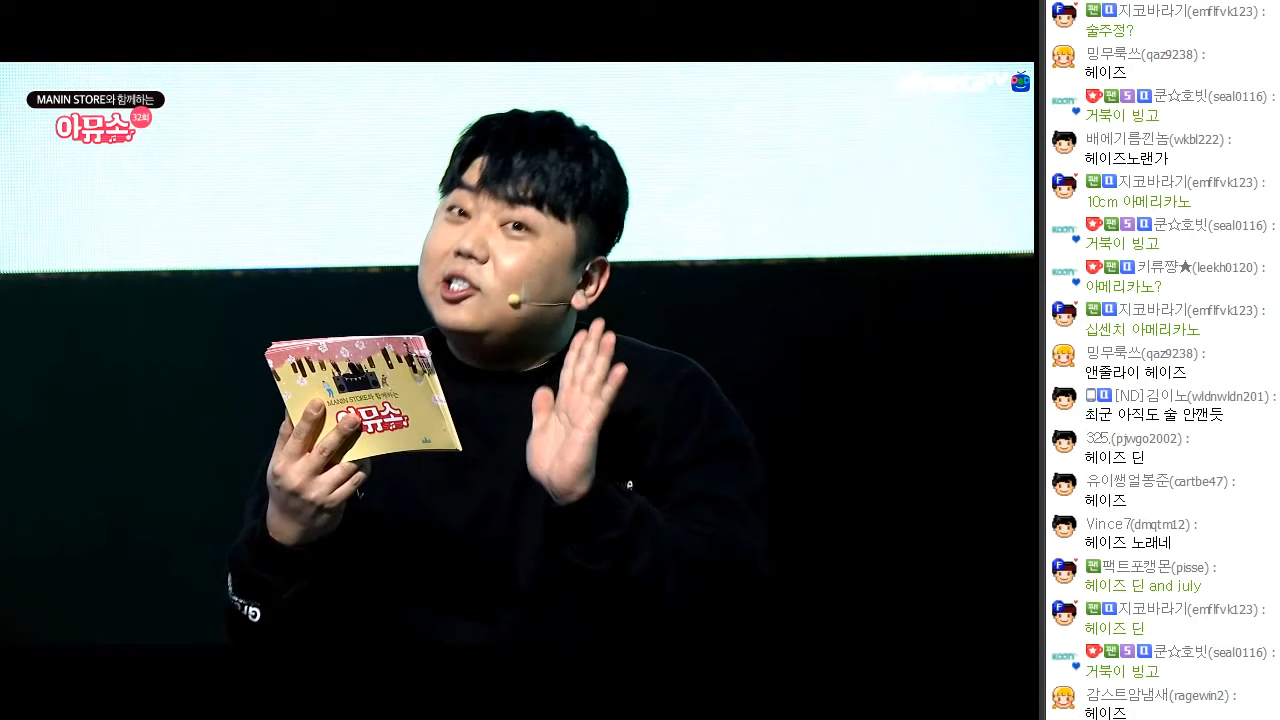 MANIN STORE와 함께하는
아뮤소
32회
MANIN STORE와 함께하는
아뮤소
지코바라기(emflfvk123) :
술주정?
밍무룩쓰(qaz9238) :
헤이즈
쿤☆호빗(seal0116) :
거북이 빙고
배에기름낀놈(wkbl222) :
헤이즈노랜가
지코바라기(emflfvk123) :
10cm 아메리카노
쿤☆호빗(seal0116) :
거북이 빙고
키류쨩★(leekh0120) :
아메리카노?
지코바라기(emflfvk123) :
십센치 아메리카노
밍무룩쓰(qaz9238) :
앤줄라이 헤이즈
[ND]김이노(wldnwldn201) :
최군 아직도 술 안깬듯
325.(pjwgo2002) :
헤이즈 딘
유이쌩얼봉준(cartbe47) :
헤이즈
Vince7(dmqtm12) :
헤이즈 노래네
팩트포캥몬(pisse) :
헤이즈 딘 and july
지코바라기(emflfvk123) :
헤이즈 딘
쿤☆호빗(seal0116) :
거북이 빙고
감스트암냄새(ragewin2) :
헤이즈